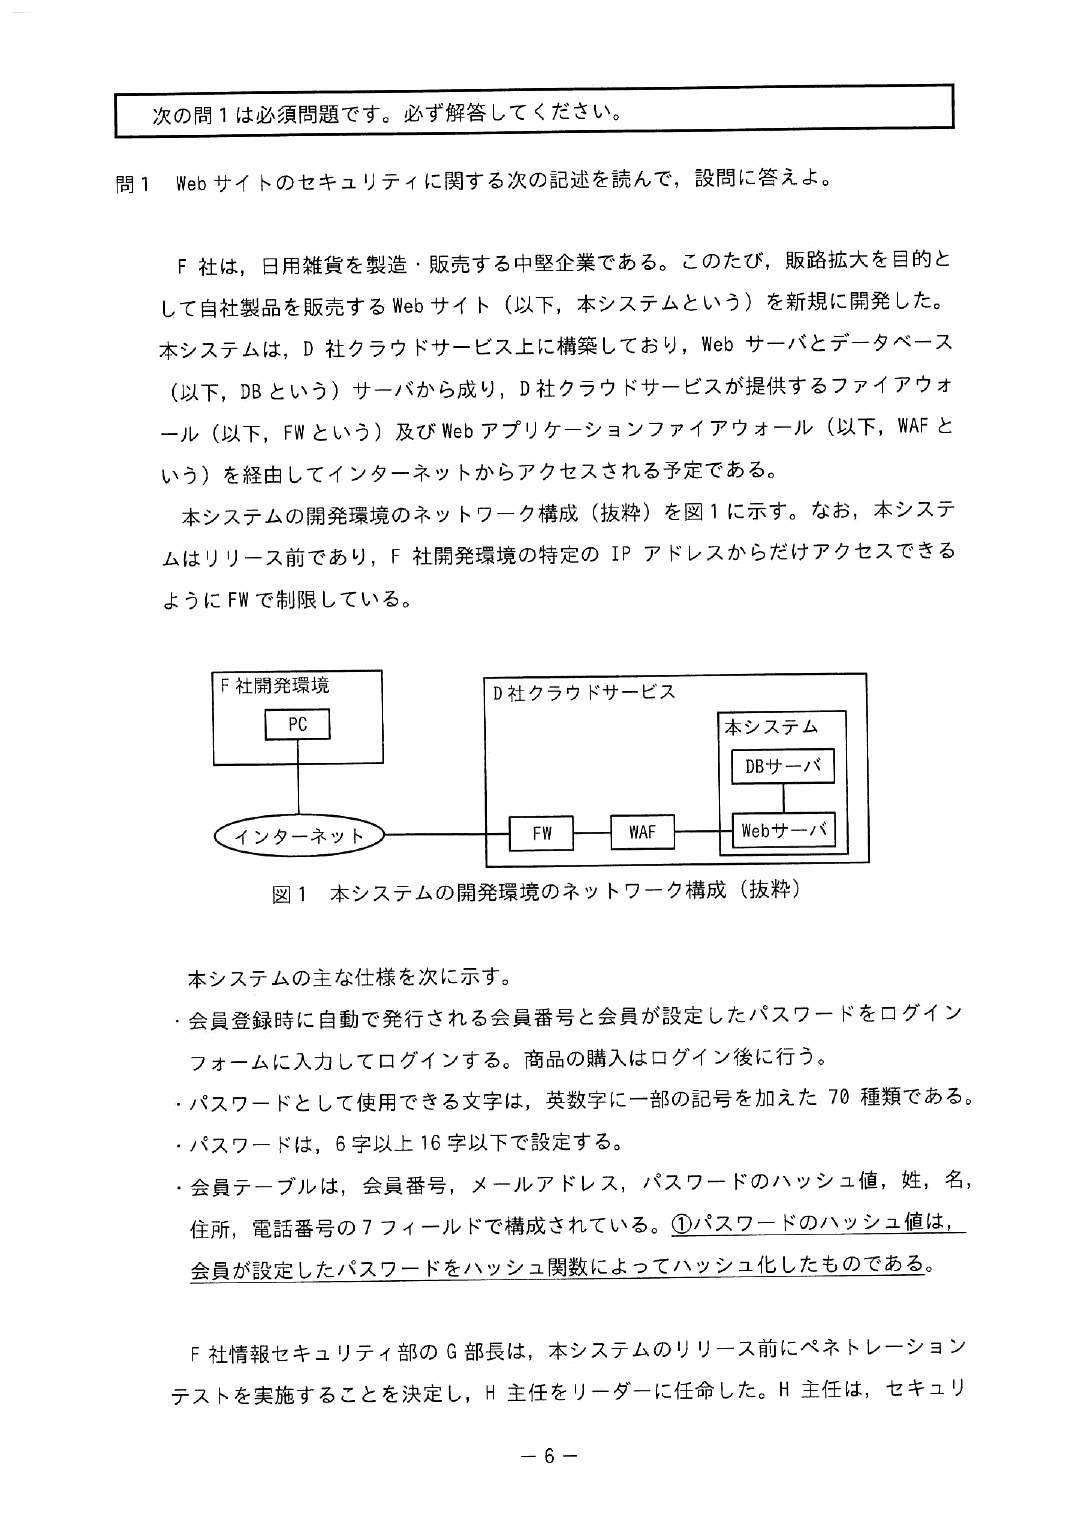 次の問1は必須問題です。必ず解答してください。
問1 Webサイトのセキュリティに関する次の記述を読んで，設問に答えよ。
F 社は，日用雑貨を製造・販売する中堅企業である。このたび，販路拡大を目的と
して自社製品を販売する Web サイト（以下，本システムという）を新規に開発した。
本システムは，D 社クラウドサービス上に構築しており，Web サーバとデータベース
（以下，DB という）サーバから成り，D 社クラウドサービスが提供するファイアウォ
ール（以下，FW という）及び Web アプリケーションファイアウォール（以下，WAF と
いう）を経由してインターネットからアクセスされる予定である。
本システムの開発環境のネットワーク構成（抜粋）を図1に示す。なお，本システ
ムはリリース前であり，F 社開発環境の特定の IP アドレスからだけアクセスできる
ように FW で制限している。
F 社開発環境
PC
インターネット
D 社クラウドサービス
FW
WAF
本システム
DBサーバ
Webサーバ
図1 本システムの開発環境のネットワーク構成（抜粋）
本システムの主な仕様を次に示す。
・会員登録時に自動で発行される会員番号と会員が設定したパスワードをログイン
フォームに入力してログインする。商品の購入はログイン後に行う。
・パスワードとして使用できる文字は，英数字に一部の記号を加えた 70 種類である。
・パスワードは，6 字以上 16 字以下で設定する。
・会員テーブルは，会員番号，メールアドレス，パスワードのハッシュ値，姓，名，
住所，電話番号の 7 フィールドで構成されている。①パスワードのハッシュ値は，
会員が設定したパスワードをハッシュ関数によってハッシュ化したものである。
F 社情報セキュリティ部の G 部長は，本システムのリリース前にペネトレーション
テストを実施することを決定し，H 主任をリーダーに任命した。H 主任は，セキュリ
－ 6 －